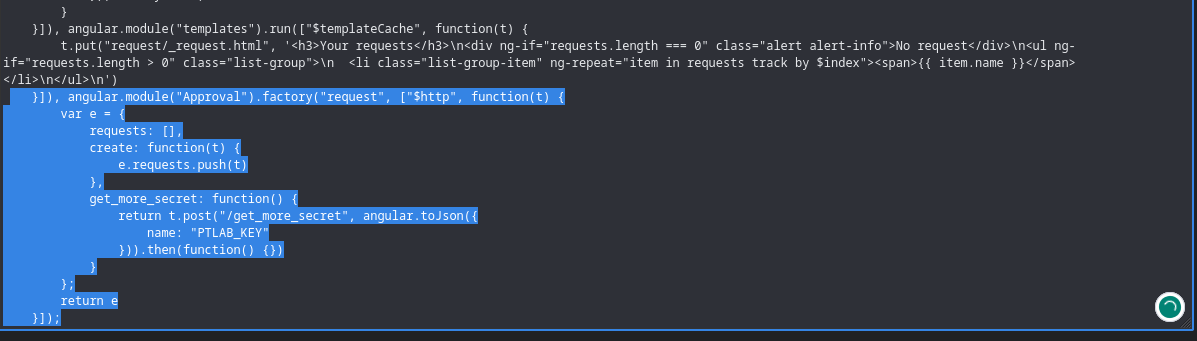 }
    }]), angular.module("templates").run(["$templateCache", function(t) {
        t.put("request/_request.html", '<h3>Your requests</h3>\n<div ng-if="requests.length === 0" class="alert alert-info">No request</div>\n<ul ng-
if="requests.length > 0" class="list-group">\n  <li class="list-group-item" ng-repeat="item in requests track by $index"><span>{{ item.name }}</span>
</li>\n</ul>\n')
    }]), angular.module("Approval").factory("request", ["$http", function(t) {
        var e = {
            requests: [],
            create: function(t) {
                e.requests.push(t)
            },
            get_more_secret: function() {
                return t.post("/get_more_secret", angular.toJson({
                    name: "PTLAB_KEY"
                })).then(function() {})
            }
        };
        return e
    }]);